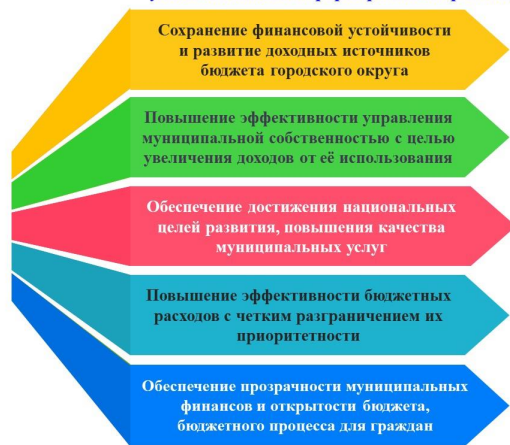 Сохранение финансовой устойчивости
и развитие доходных источников
бюджета городского округа
Повышение эффективности управления
муниципальной собственностью с целью
увеличения доходов от её использования
Обеспечение достижения национальных
целей развития, повышения качества
муниципальных услуг
Повышение эффективности бюджетных
расходов с четким разграничением их
приоритетности
Обеспечение прозрачности муниципальных
финансов и открытости бюджета,
бюджетного процесса для граждан